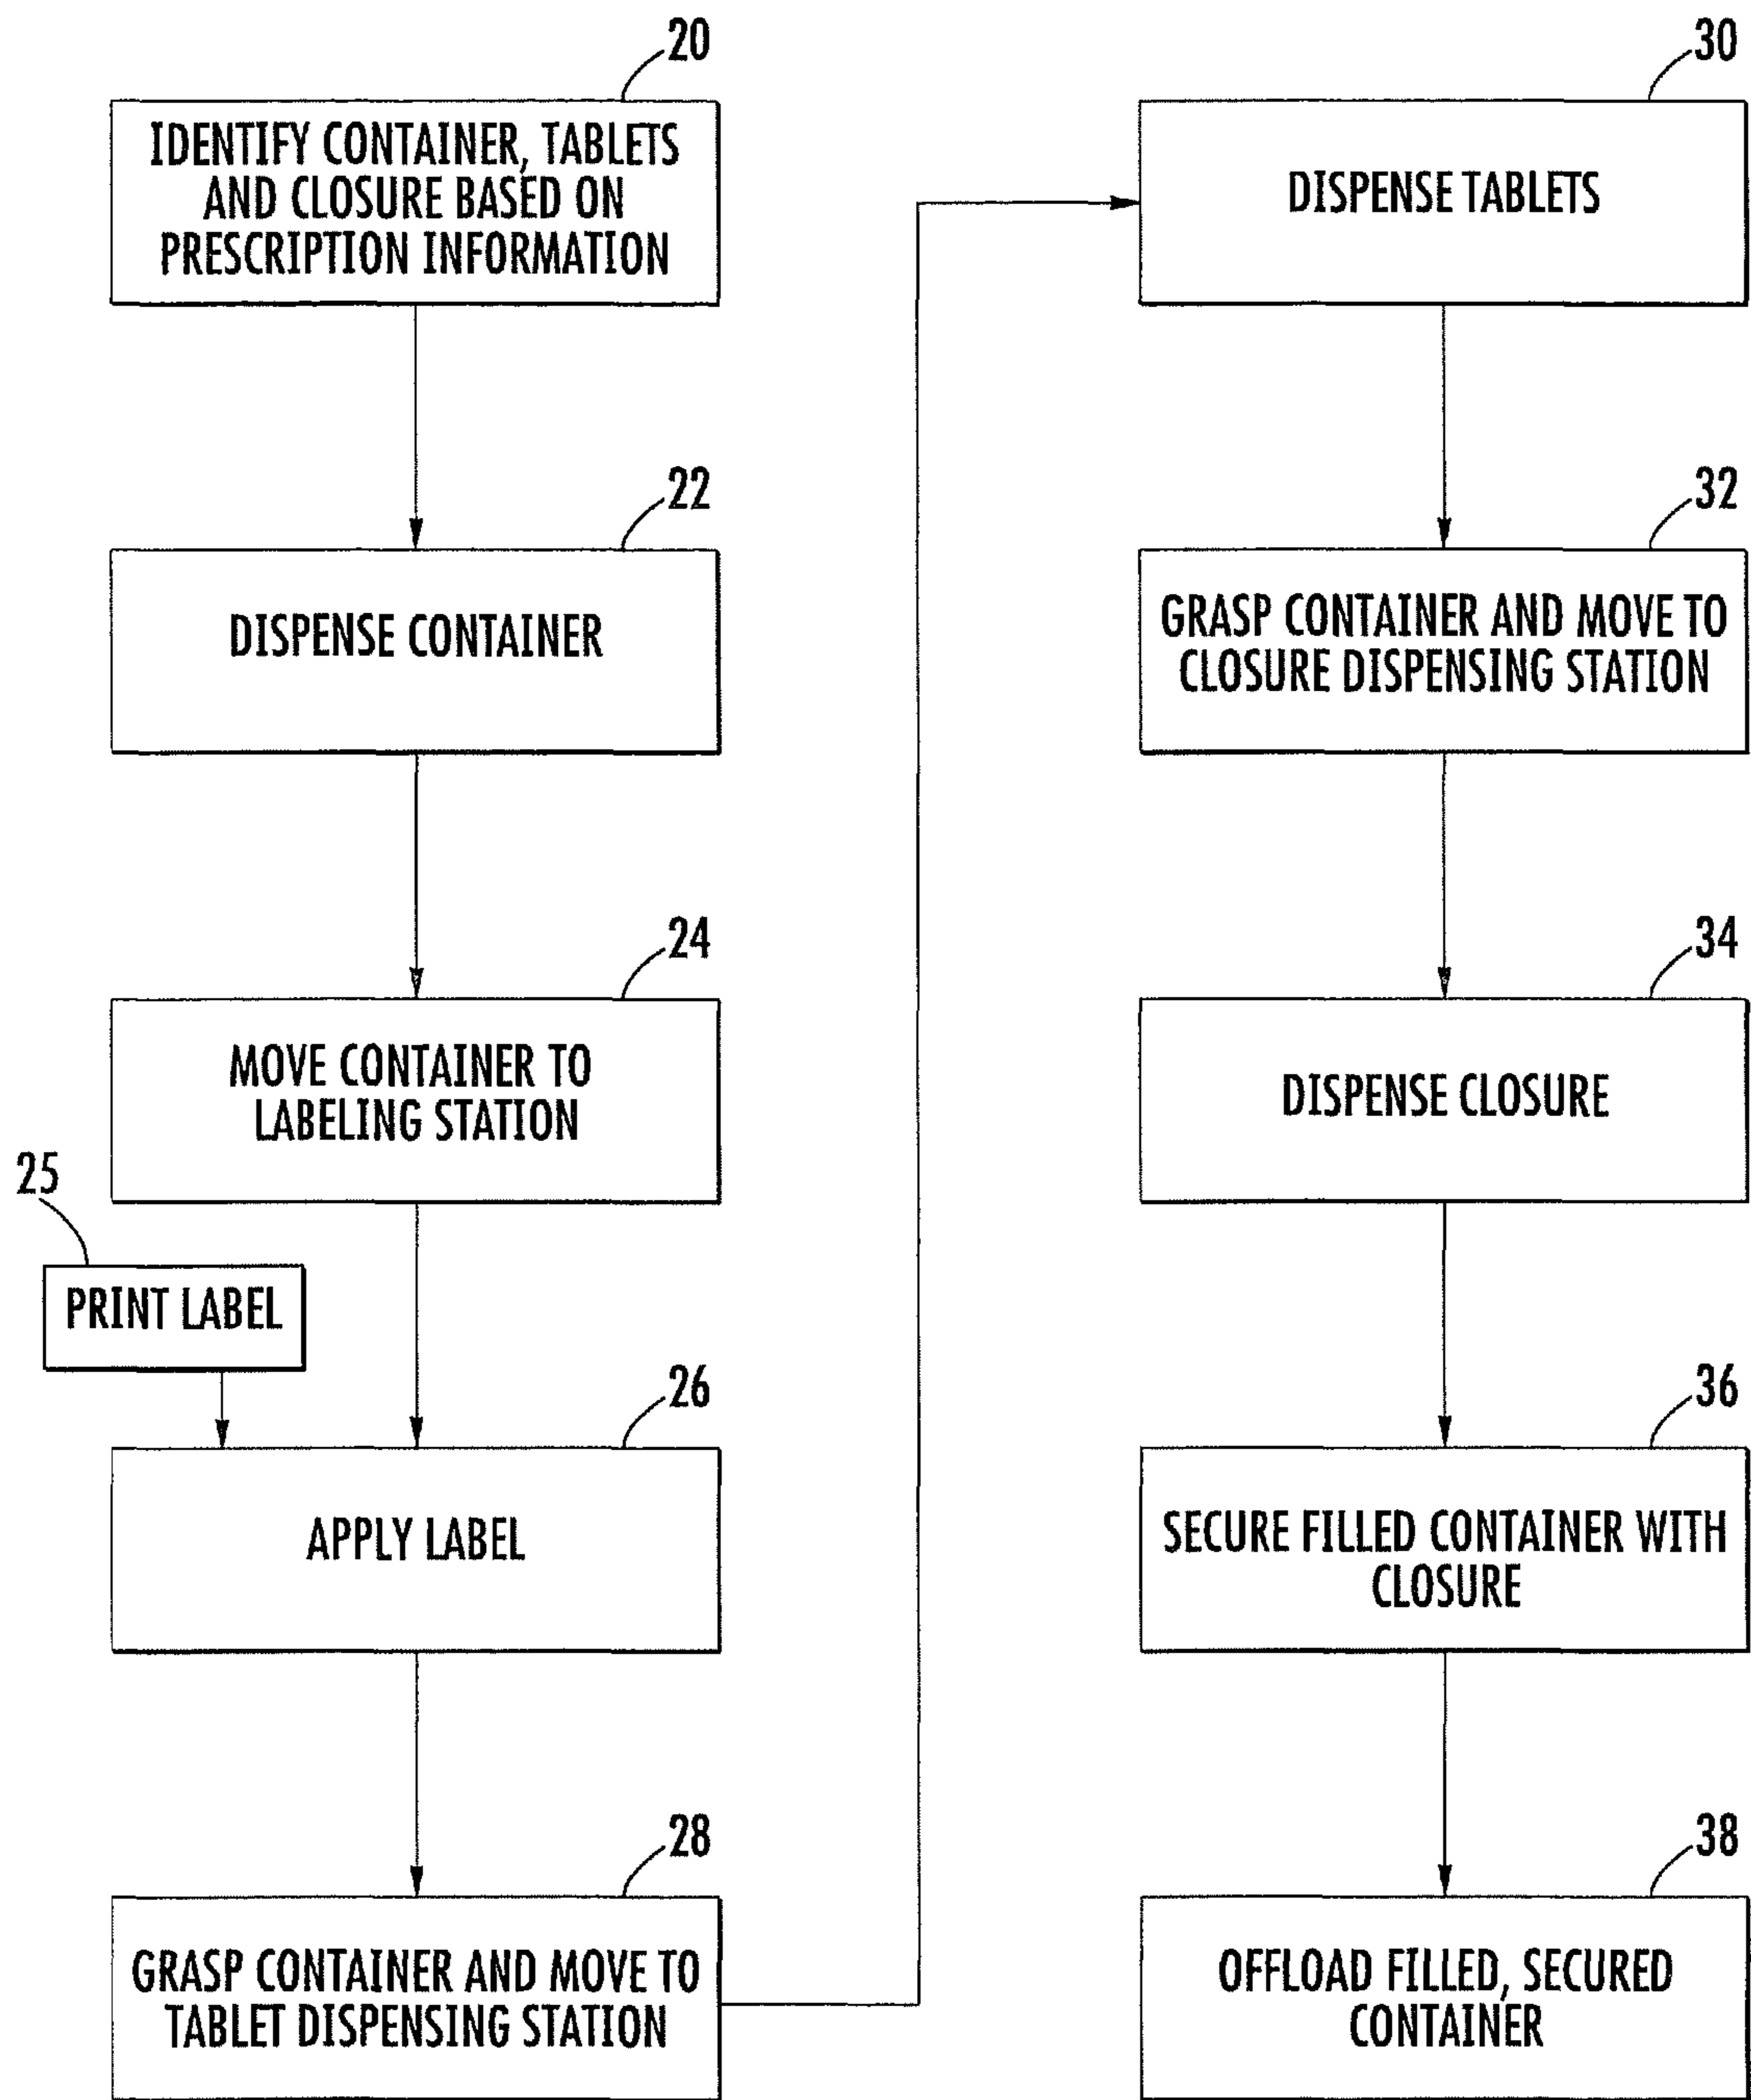 20
IDENTIFY CONTAINER, TABLETS
AND CLOSURE BASED ON
PRESCRIPTION INFORMATION
22
DISPENSE CONTAINER
24
MOVE CONTAINER TO
LABELING STATION
25
PRINT LABEL
26
APPLY LABEL
28
GRASP CONTAINER AND MOVE TO
TABLET DISPENSING STATION
30
DISPENSE TABLETS
32
GRASP CONTAINER AND MOVE TO
CLOSURE DISPENSING STATION
34
DISPENSE CLOSURE
36
SECURE FILLED CONTAINER WITH
CLOSURE
38
OFFLOAD FILLED, SECURED
CONTAINER